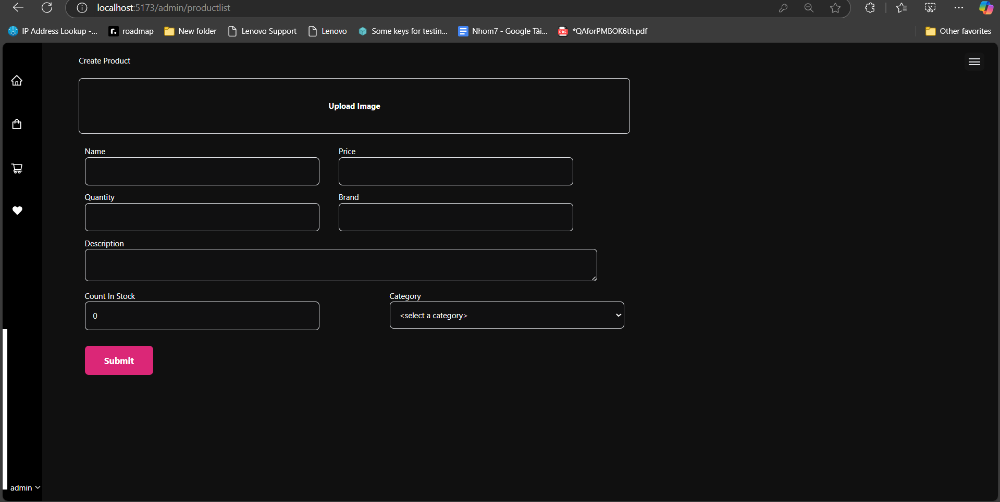 localhost:5173/admin/productlist
IP Address Lookup -... roadmap New folder Lenovo Support Lenovo Some keys for testin... Nhom7 - Google Tài... PDF *QAforPMBOK6th.pdf Other favorites
Create Product
Upload Image
Name Price
Quantity Brand
Description
Count In Stock Category
0 <select a category>
Submit
admin